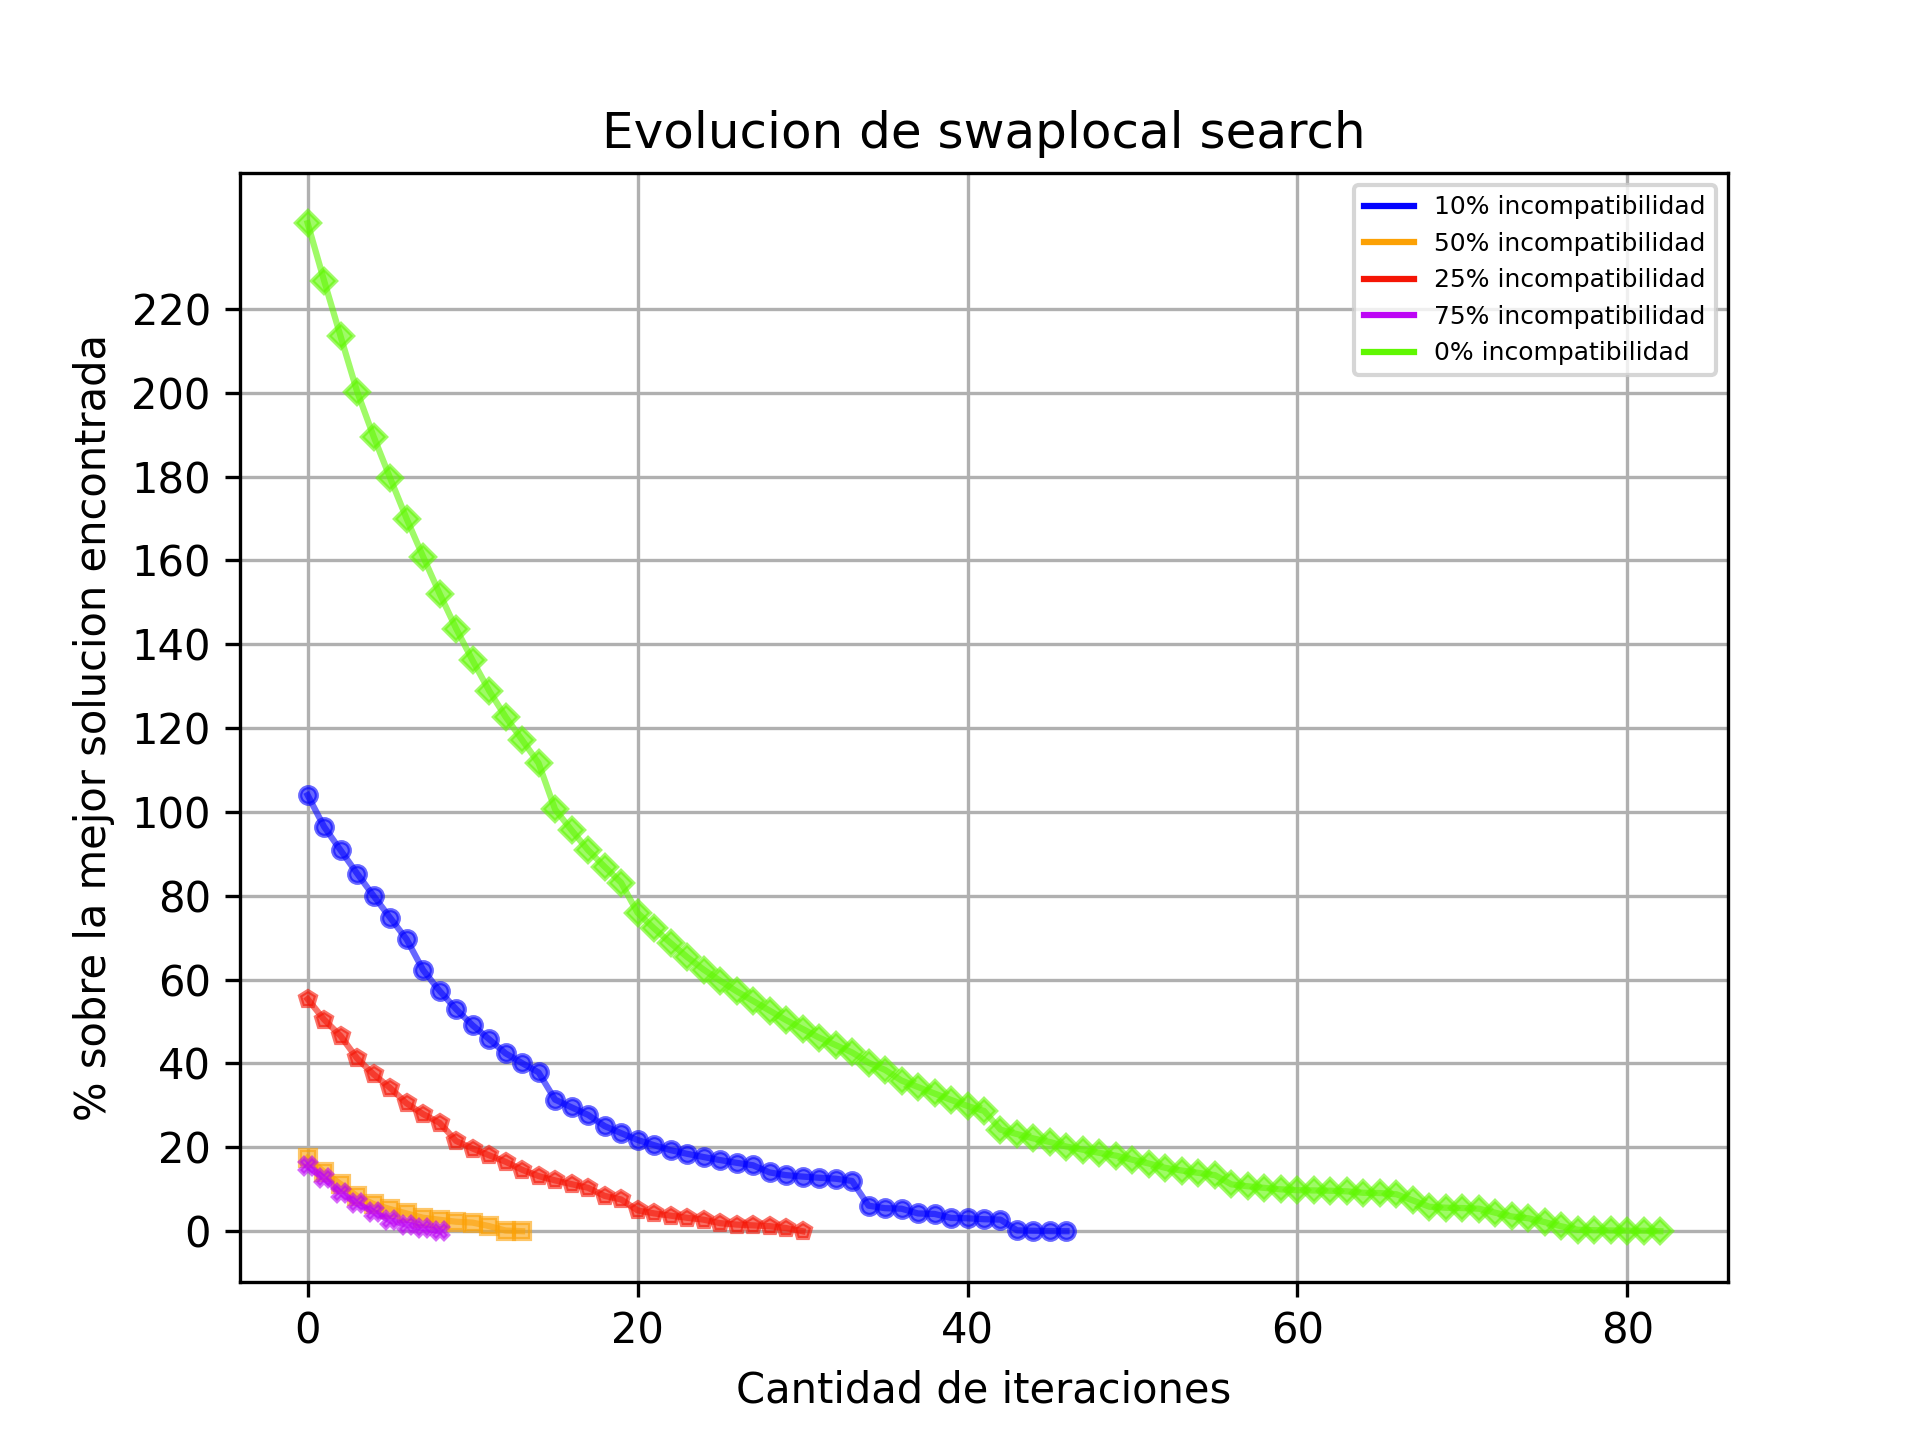 Evolucion de swaplocal search
10% incompatibilidad
50% incompatibilidad
25% incompatibilidad
75% incompatibilidad
0% incompatibilidad
% sobre la mejor solucion encontrada
220
200
180
160
140
120
100
80
60
40
20
0
0 20 40 60 80
Cantidad de iteraciones